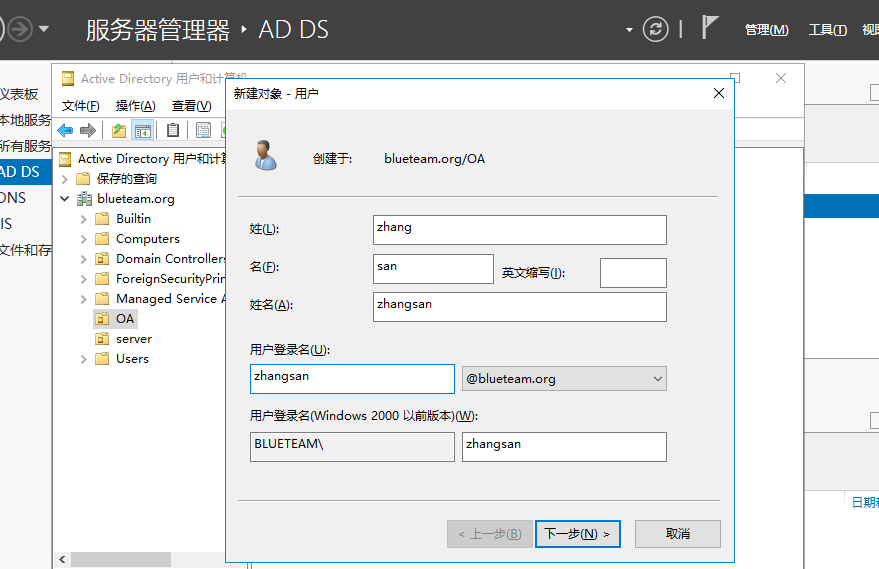 服务器管理器 ‣ AD DS
管理(M) 工具(T)
Active Directory 用户和计算机
文件(F) 操作(A) 查看(V)
仪表板
本地服务
所有服务
AD DS
DNS
IIS
文件和存
Active Directory 用户和计算
保存的查询
blueteam.org
Builtin
Computers
Domain Controllers
ForeignSecurityPrin
Managed Service A
OA
server
Users
新建对象 - 用户
创建于: blueteam.org/OA
姓(L): zhang
名(F): san 英文缩写(I):
姓名(A): zhangsan
用户登录名(U):
zhangsan @blueteam.org
用户登录名(Windows 2000 以前版本)(W):
BLUETEAM\ zhangsan
< 上一步(B) 下一步(N) > 取消
日期